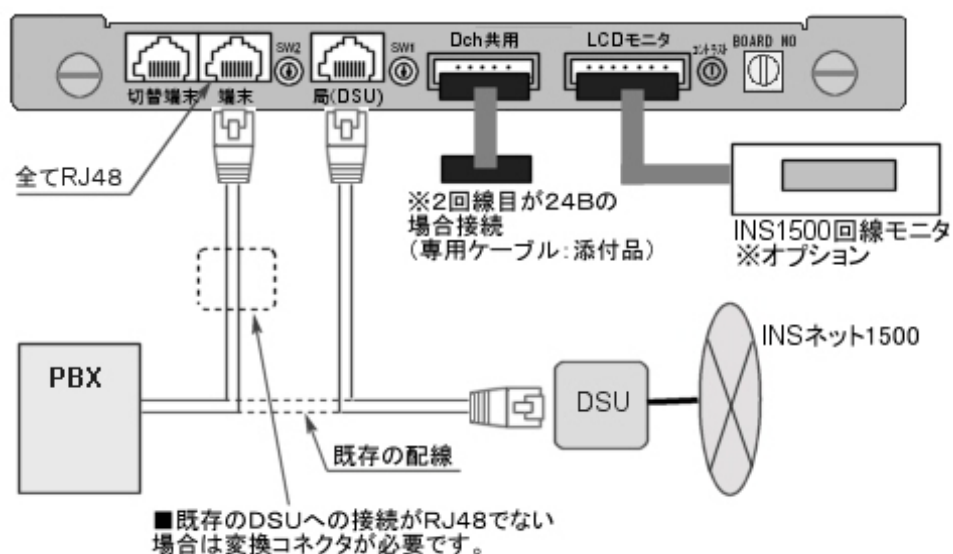 Dch共用
LCDモニタ
コントラスト
BOARD NO
SW2
SW1
切替端末
端末
局(DSU)
全てRJ48
※2回線目が24Bの
場合接続
(専用ケーブル:添付品)
INS1500回線モニタ
※オプション
INSネット1500
PBX
DSU
既存の配線
■既存のDSUへの接続がRJ48でない
場合は変換コネクタが必要です。